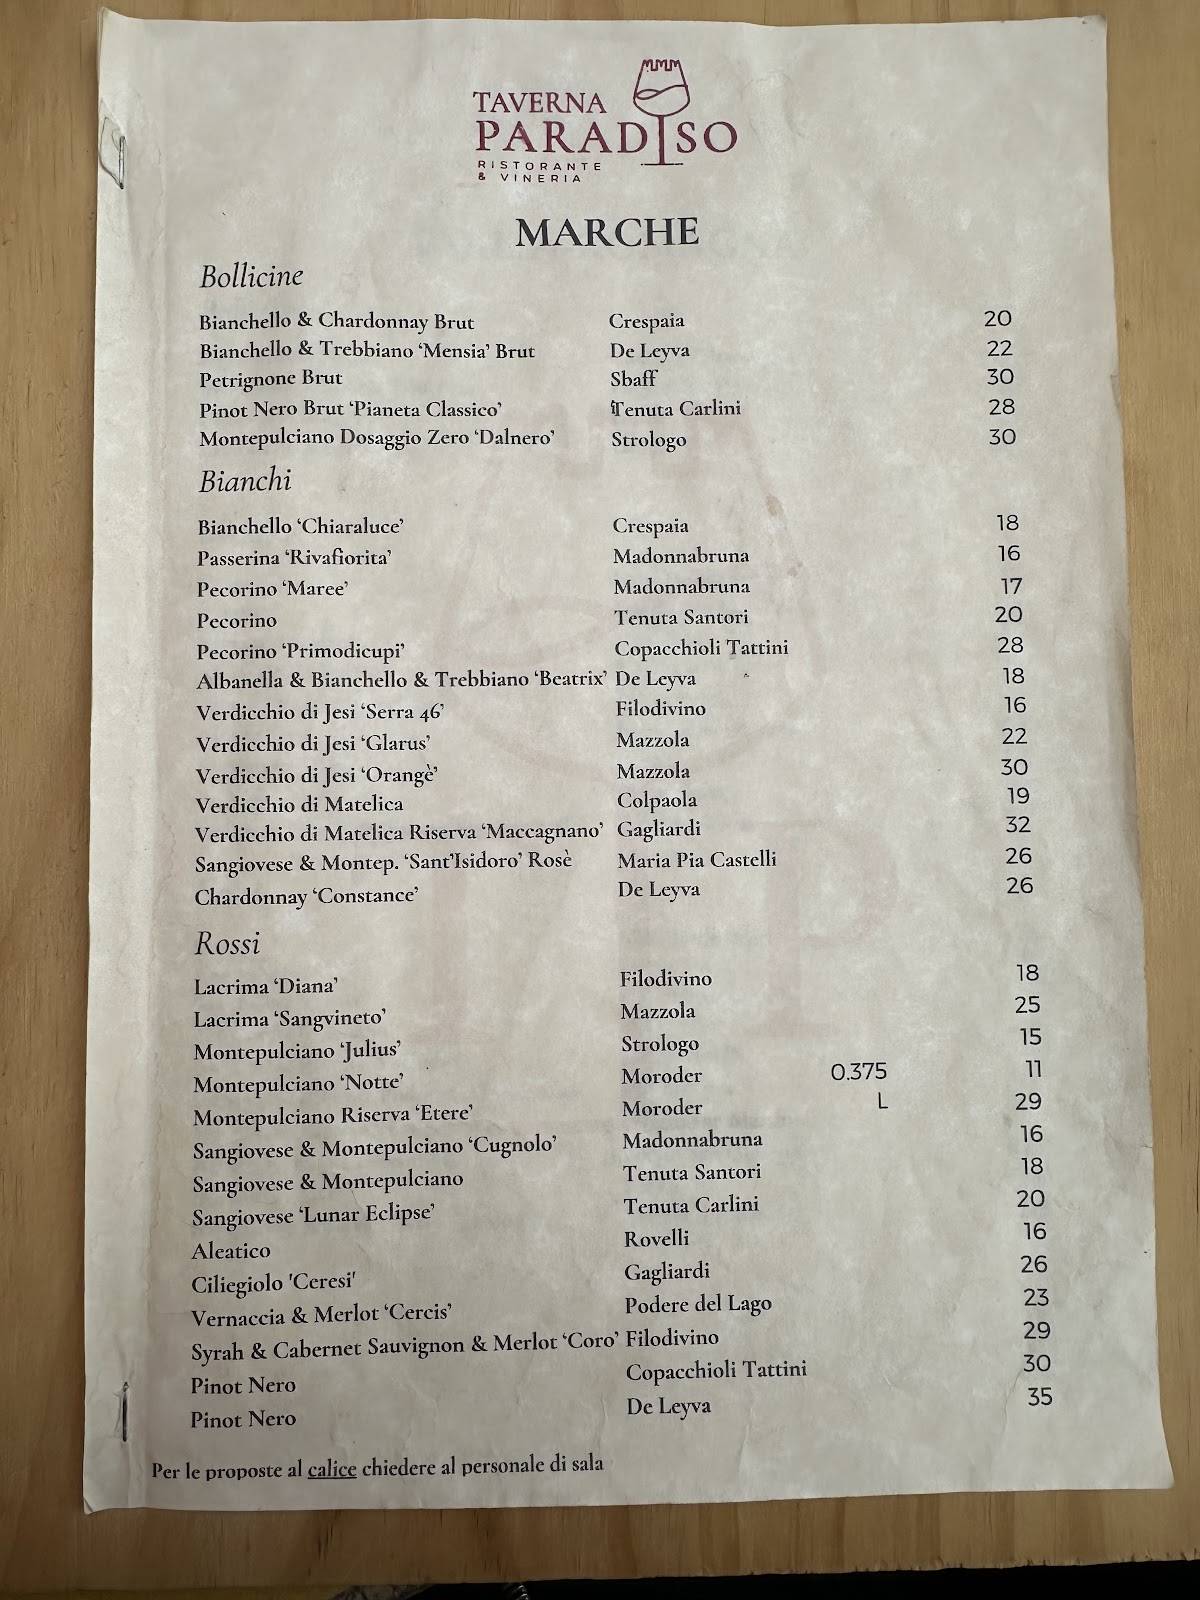 TAVERNA
PARADISO
RISTORANTE
& VINERIA
MARCHE
Bollicine
Bianchello & Chardonnay Brut Crespaia 20
Bianchello & Trebbiano ‘Mensia’ Brut De Leyva 22
Petrignone Brut Sbaff 30
Pinot Nero Brut ‘Pianeta Classico’ Tenuta Carlini 28
Montepulciano Dosaggio Zero ‘Dalnero’ Strologo 30
Bianchi
Bianchello ‘Chiaraluce’ Crespaia 18
Passerina ‘Rivafiorita’ Madonnabruna 16
Pecorino ‘Maree’ Madonnabruna 17
Pecorino Tenuta Santori 20
Pecorino ‘Primodicupi’ Copacchioli Tattini 28
Albanella & Bianchello & Trebbiano ‘Beatrix’ De Leyva 18
Verdicchio di Jesi ‘Serra 46’ Filodivino 16
Verdicchio di Jesi ‘Glarus’ Mazzola 22
Verdicchio di Jesi ‘Orangè’ Mazzola 30
Verdicchio di Matelica Colpaola 19
Verdicchio di Matelica Riserva ‘Maccagnano’ Gagliardi 32
Sangiovese & Montep. ‘Sant’Isidoro’ Rosè Maria Pia Castelli 26
Chardonnay ‘Constance’ De Leyva 26
Rossi
Lacrima ‘Diana’ Filodivino 18
Lacrima ‘Sangvineto’ Mazzola 25
Montepulciano ‘Julius’ Strologo 15
Montepulciano ‘Notte’ Moroder 0.375 11
Montepulciano Riserva ‘Etere’ Moroder L 29
Sangiovese & Montepulciano ‘Cugnolo’ Madonnabruna 16
Sangiovese & Montepulciano Tenuta Santori 18
Sangiovese ‘Lunar Eclipse’ Tenuta Carlini 20
Aleatico Rovelli 16
Ciliegiolo 'Ceresi' Gagliardi 26
Vernaccia & Merlot ‘Cercis’ Podere del Lago 23
Syrah & Cabernet Sauvignon & Merlot ‘Coro’ Filodivino 29
Pinot Nero Copacchioli Tattini 30
Pinot Nero De Leyva 35
Per le proposte al calice chiedere al personale di sala